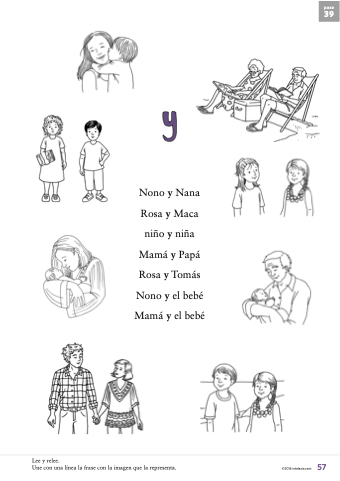 paso
39
y
Nono y Nana
Rosa y Maca
niño y niña
Mamá y Papá
Rosa y Tomás
Nono y el bebé
Mamá y el bebé
Lee y relee.
Une con una línea la frase con la imagen que la representa.
57